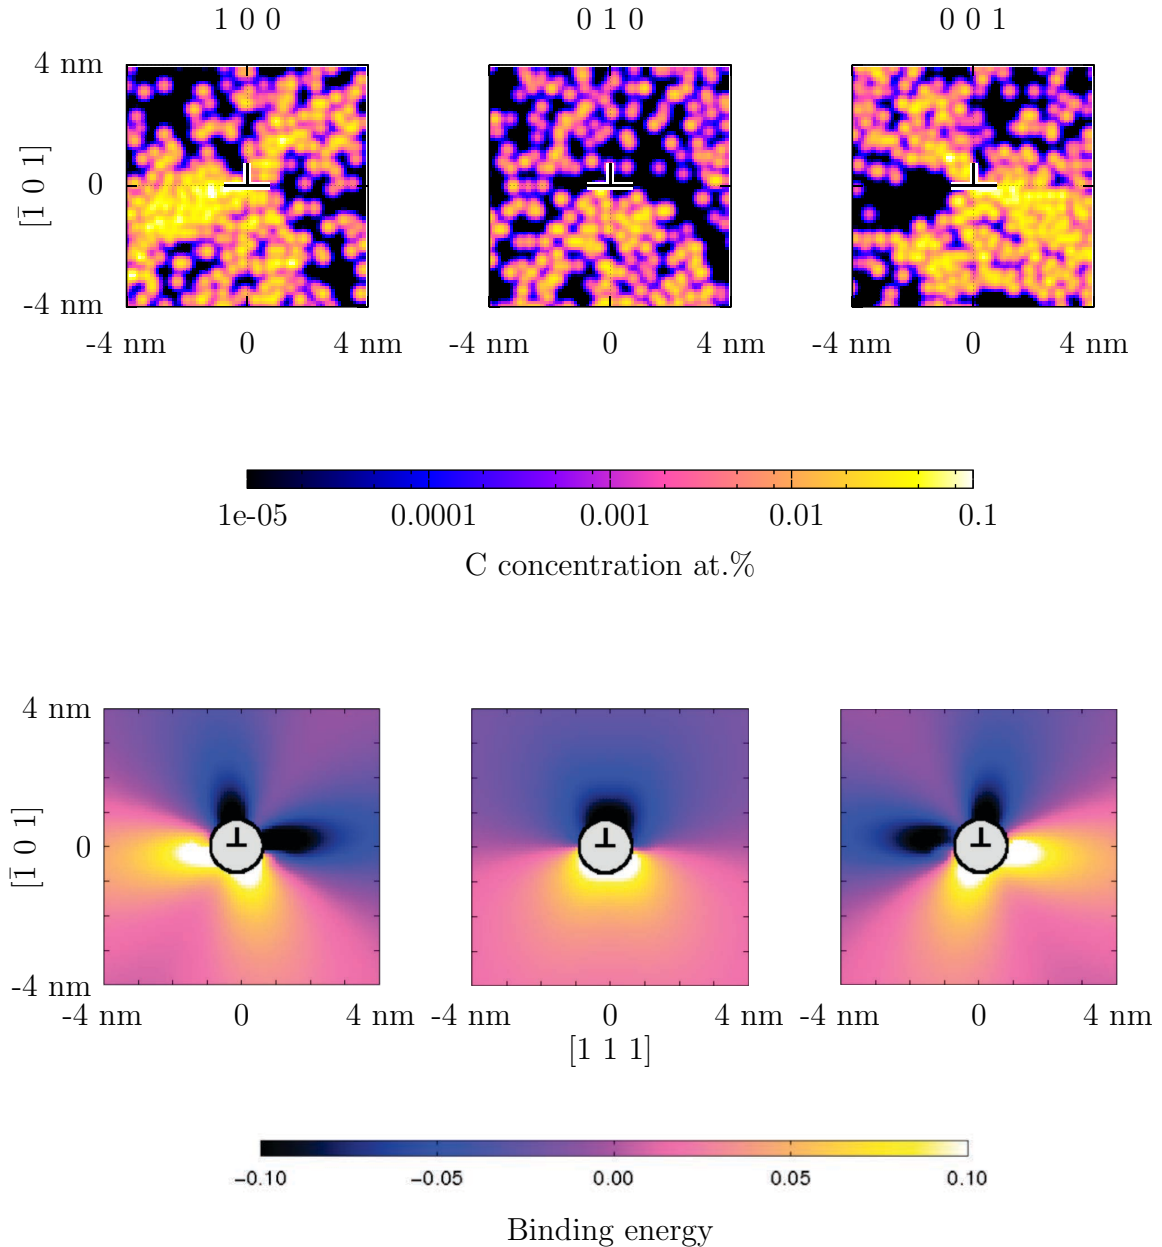 1 0 0 0 1 0 0 0 1
4 nm
[1̄ 0 1]
0
-4 nm
-4 nm 0 4 nm -4 nm 0 4 nm -4 nm 0 4 nm
1e-05 0.0001 0.001 0.01 0.1
C concentration at.%
4 nm
[1̄ 0 1]
0
-4 nm
-4 nm 0 4 nm -4 nm 0 4 nm -4 nm 0 4 nm
[1 1 1]
−0.10 −0.05 0.00 0.05 0.10
Binding energy